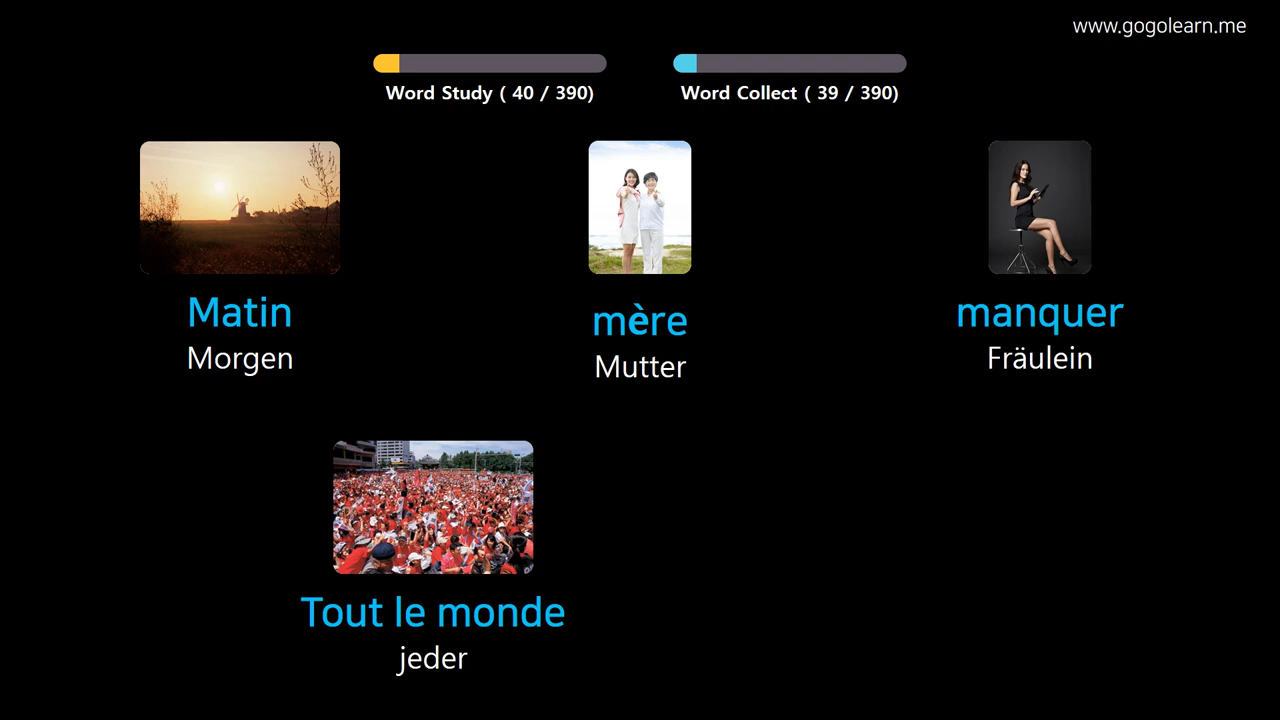 www.gogolearn.me
Word Study ( 40 / 390)
Word Collect ( 39 / 390)
Matin
Morgen
mère
Mutter
manquer
Fräulein
Tout le monde
jeder